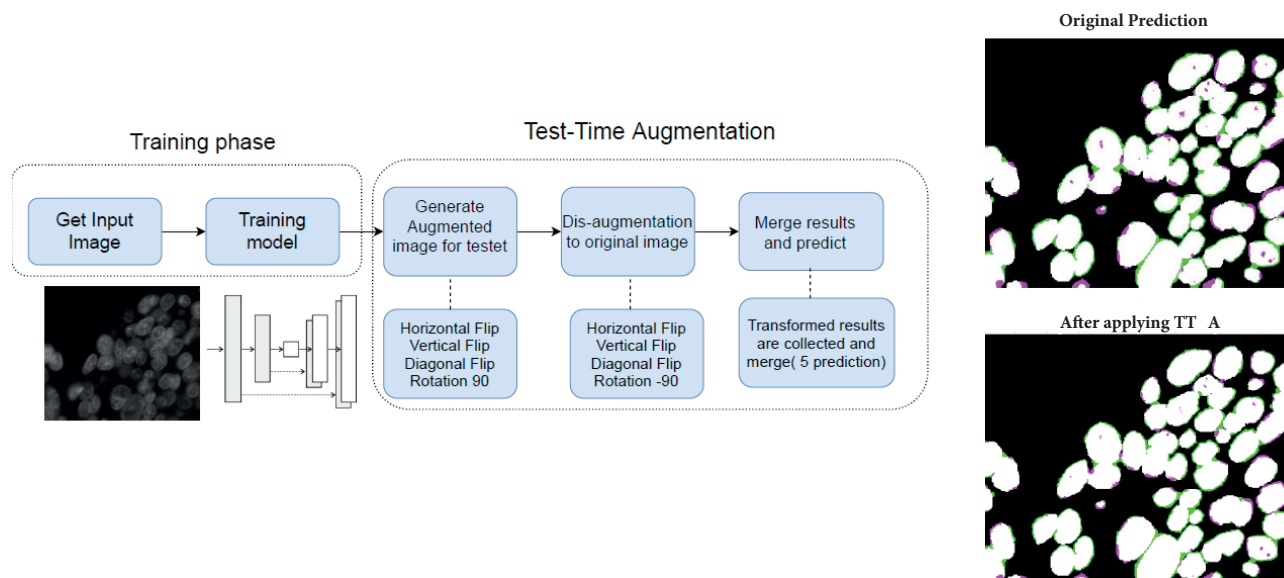 Training phase
Get Input
Image
Training
model
Test-Time Augmentation
Generate
Augmented
image for testet
Dis-augmentation
to original image
Merge results
and predict
Horizontal Flip
Vertical Flip
Diagonal Flip
Rotation 90
Horizontal Flip
Vertical Flip
Diagonal Flip
Rotation -90
Transformed results
are collected and
merge( 5 prediction)
Original Prediction
After applying TT A